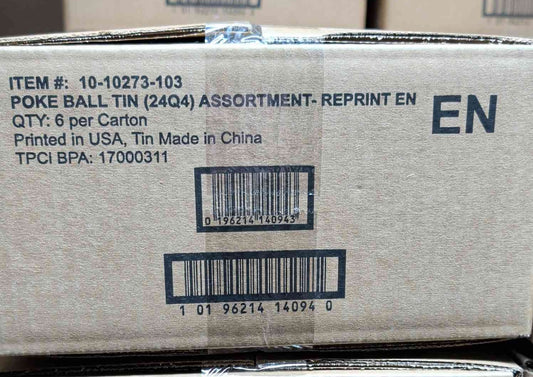 ITEM #: 10-10273-103
POKE BALL TIN (24Q4) ASSORTMENT- REPRINT EN
QTY: 6 per Carton
Printed in USA, Tin Made in China
TPCi BPA: 17000311
EN
0 196214 140943
1 01 96214 14094 0